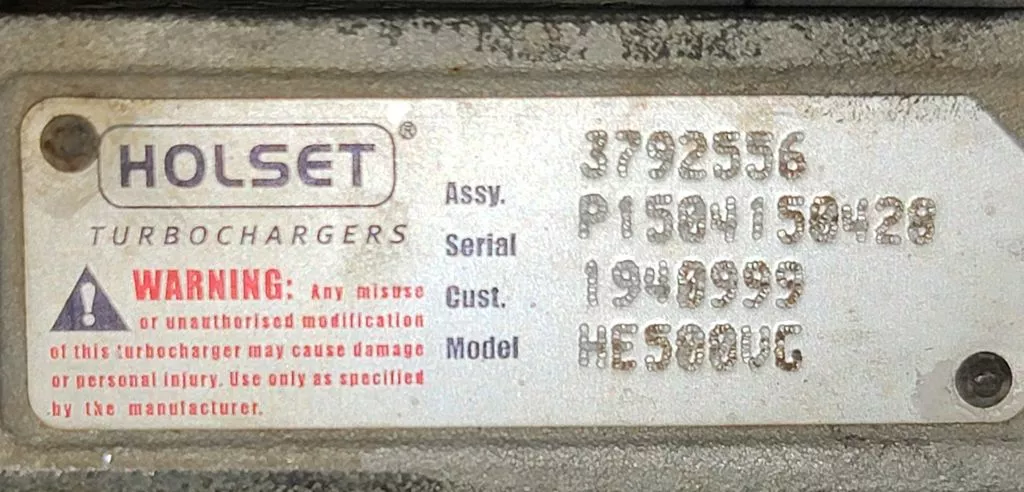 HOLSET®
TURBOCHARGERS
WARNING: Any misuse
or unauthorised modification
of this turbocharger may cause damage
or personal injury. Use only as specified
by the manufacturer.
Assy. 3792556
Serial P1504150428
Cust. 1940999
Model HE500VG